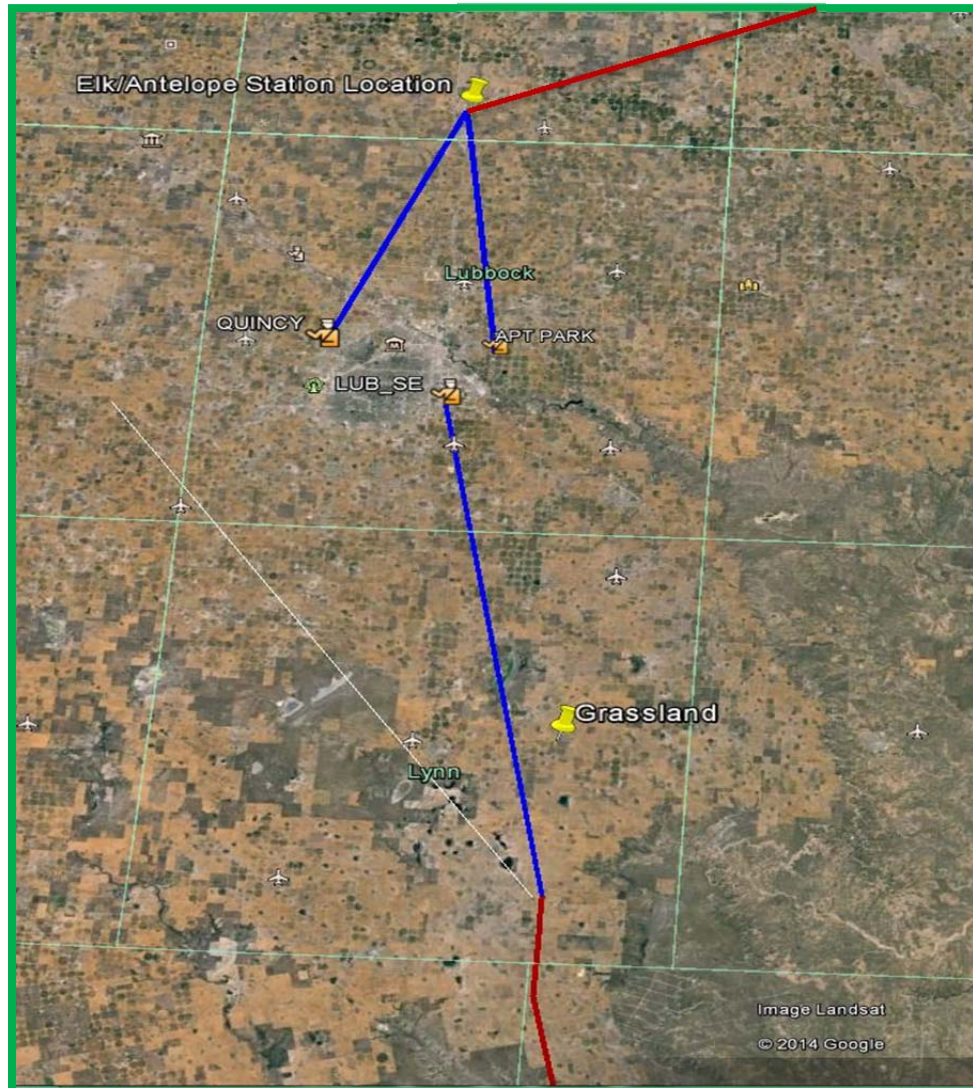 Elk/Antelope Station Location
Lubbock
QUINCY
APT PARK
LUB_SE
Grassland
Lynn
Image Landsat
© 2014 Google